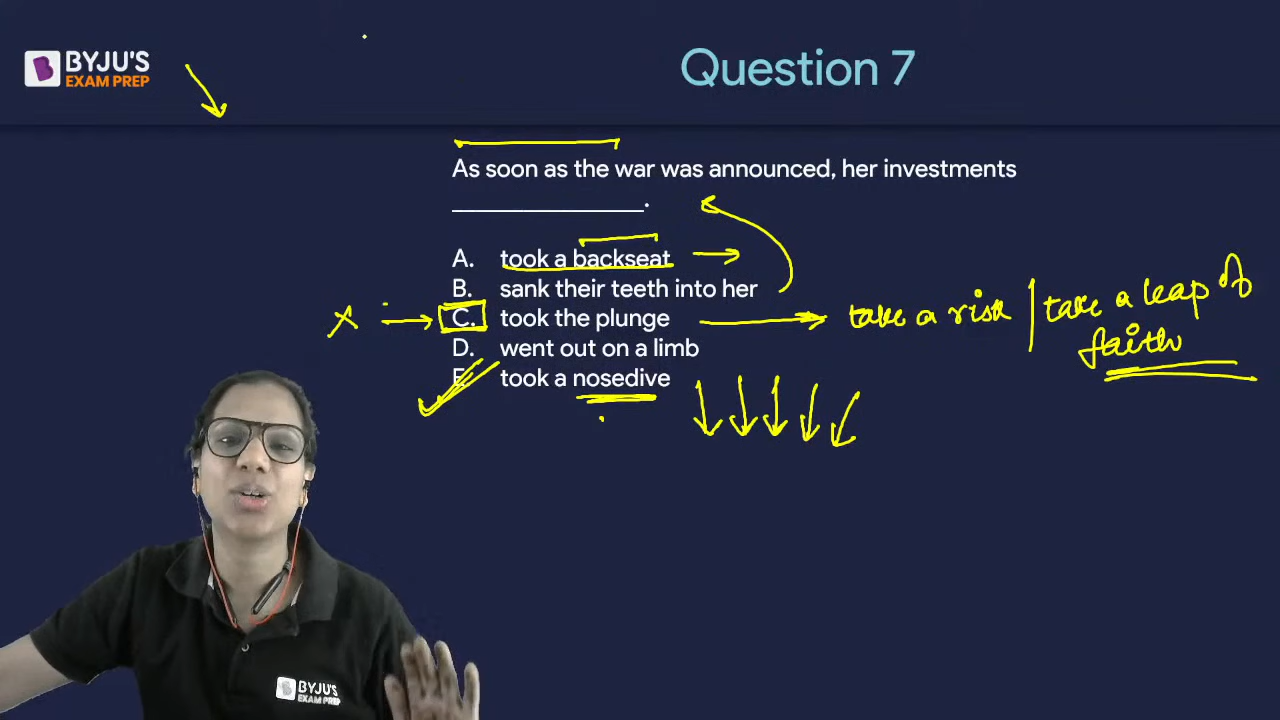 BYJU'S
EXAM PREP
Question 7
As soon as the war was announced, her investments
____________________.
A. took a backseat
B. sank their teeth into her
C. took the plunge
take a risk | take a leap of
faith
D. went out on a limb
E. took a nosedive
BYJU'S
EXAM PREP